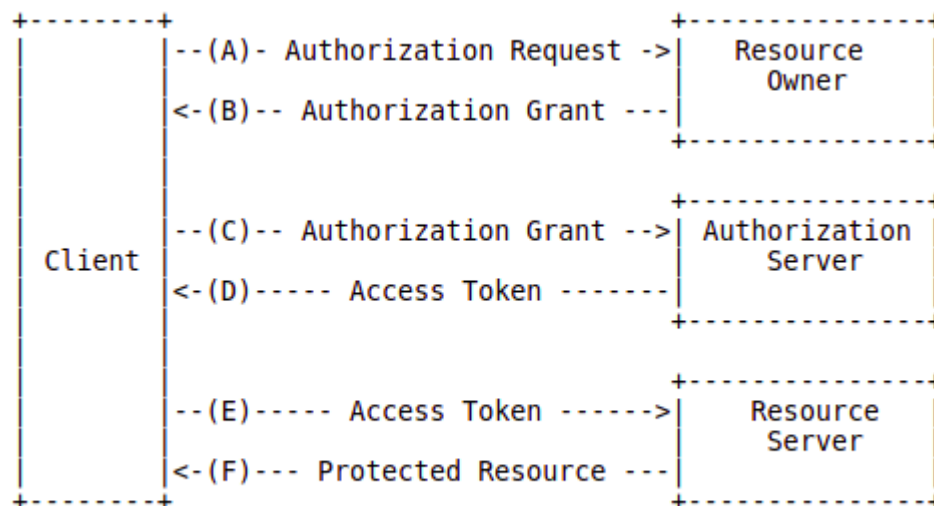 +--------+                               +---------------+
|        |--(A)- Authorization Request ->|   Resource    |
|        |                               |     Owner     |
|        |<-(B)-- Authorization Grant ---|               |
|        |                               +---------------+
|        |
|        |                               +---------------+
|        |--(C)-- Authorization Grant -->| Authorization |
| Client |                               |     Server    |
|        |<-(D)----- Access Token -------|               |
|        |                               +---------------+
|        |
|        |                               +---------------+
|        |--(E)----- Access Token ------>|    Resource   |
|        |                               |     Server    |
|        |<-(F)--- Protected Resource ---|               |
+--------+                               +---------------+